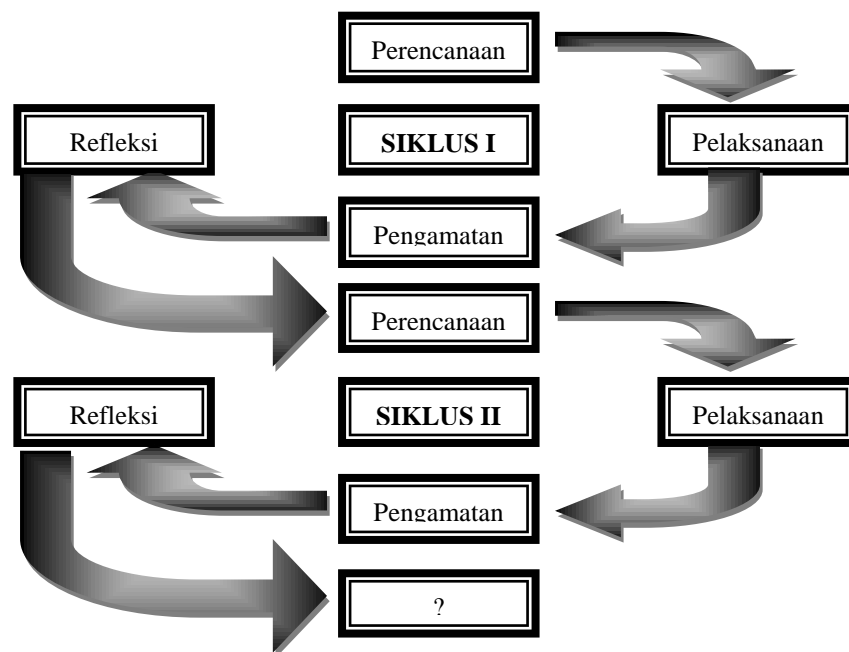 Perencanaan
Refleksi
SIKLUS I
Pelaksanaan
Pengamatan
Perencanaan
Refleksi
SIKLUS II
Pelaksanaan
Pengamatan
?